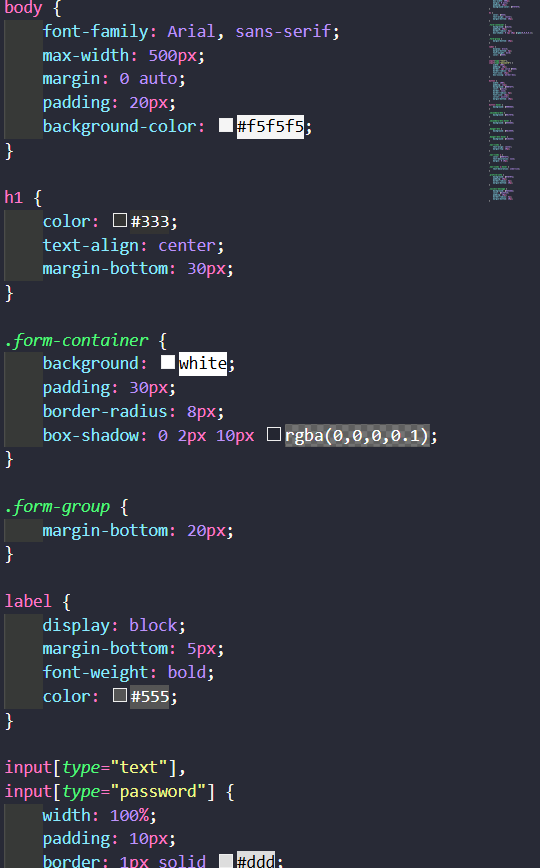 body {
    font-family: Arial, sans-serif;
    max-width: 500px;
    margin: 0 auto;
    padding: 20px;
    background-color: #f5f5f5;
}

h1 {
    color: #333;
    text-align: center;
    margin-bottom: 30px;
}

.form-container {
    background: white;
    padding: 30px;
    border-radius: 8px;
    box-shadow: 0 2px 10px rgba(0,0,0,0.1);
}

.form-group {
    margin-bottom: 20px;
}

label {
    display: block;
    margin-bottom: 5px;
    font-weight: bold;
    color: #555;
}

input[type="text"],
input[type="password"] {
    width: 100%;
    padding: 10px;
    border: 1px solid #ddd;